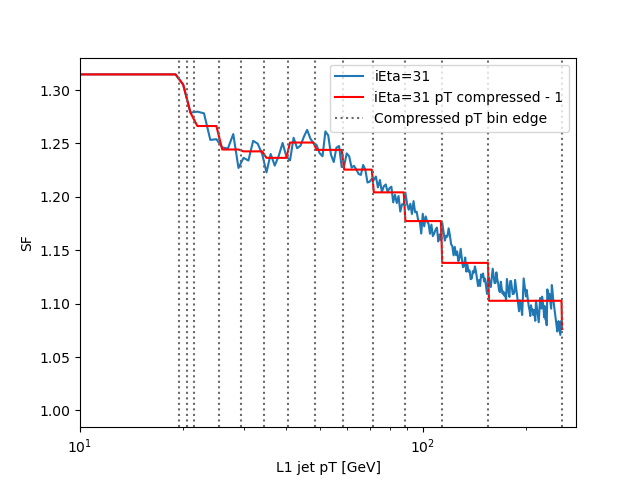 iEta=31
iEta=31 pT compressed - 1
Compressed pT bin edge
1.30
1.25
1.20
1.15
1.10
1.05
1.00
SF
10¹
10²
L1 jet pT [GeV]